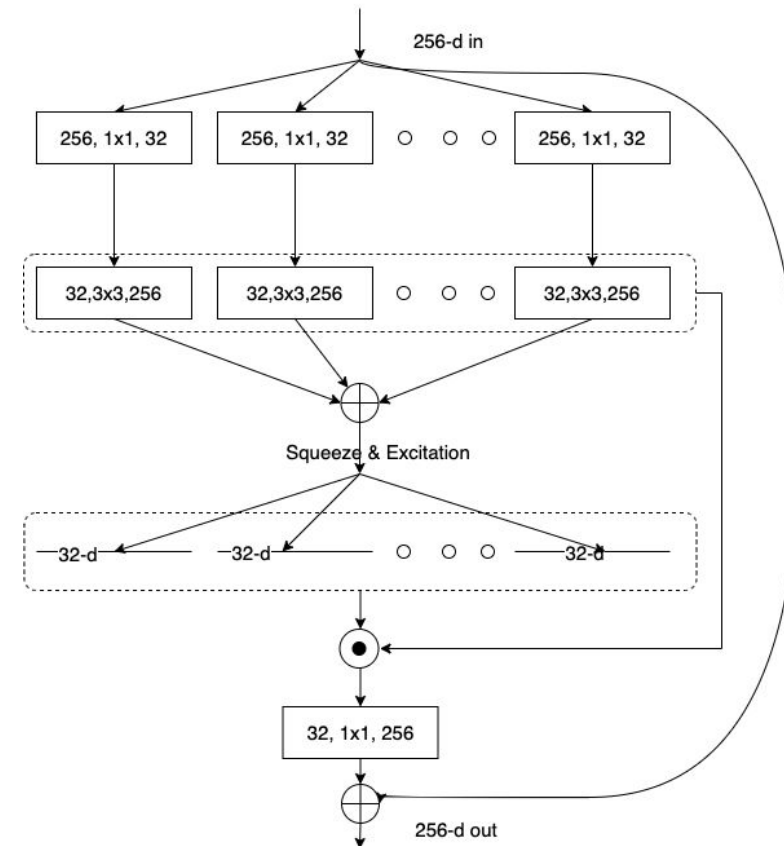 256-d in
256, 1x1, 32
256, 1x1, 32
256, 1x1, 32
32,3x3,256
32,3x3,256
32,3x3,256
Squeeze & Excitation
32-d
32-d
32-d
32, 1x1, 256
256-d out